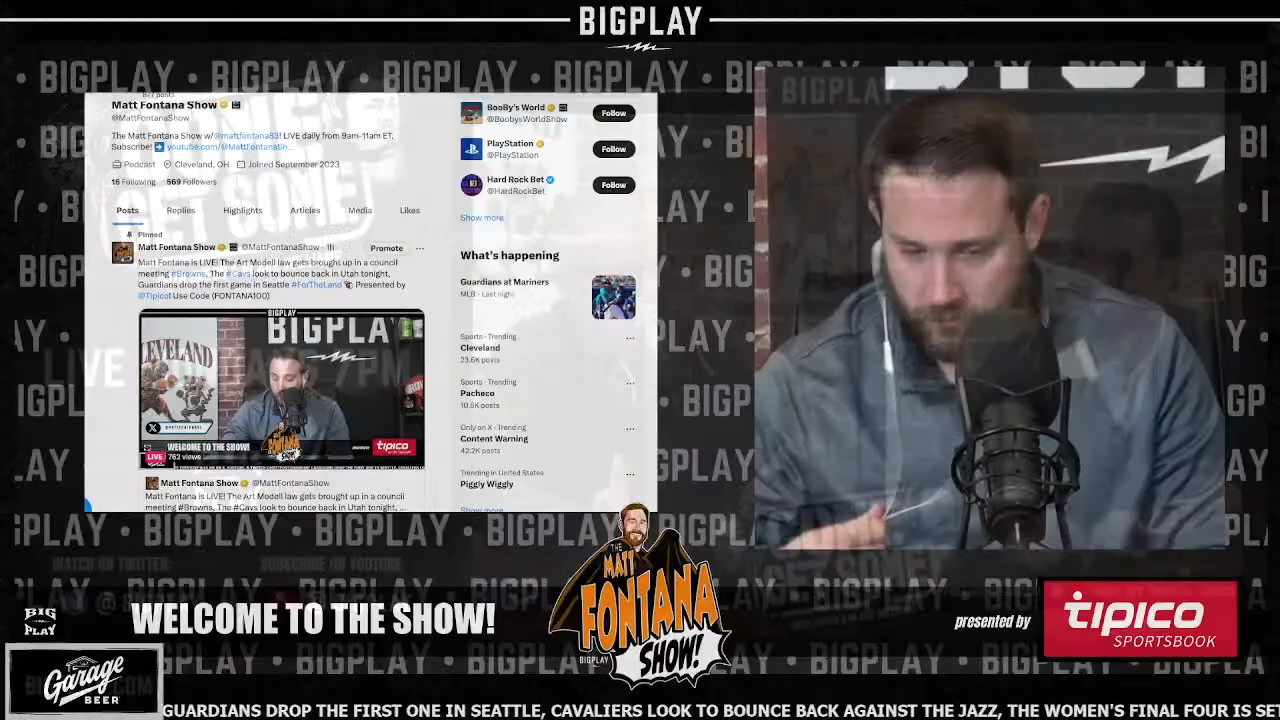 BIGPLAY
877 posts
Matt Fontana Show
@MattFontanaShow
The Matt Fontana Show w/@mattfontana83! LIVE daily from 9am-11am ET.
Subscribe! youtube.com/@MattFontanaSh...
Podcast Cleveland, OH Joined September 2023
16 Following 569 Followers
Posts Replies Highlights Articles Media Likes
Pinned
Matt Fontana Show @MattFontanaShow · 1h Promote ...
Matt Fontana is LIVE! The Art Modell law gets brought up in a council
meeting #Browns, The #Cavs look to bounce back in Utah tonight,
Guardians drop the first game in Seattle #ForTheLand Presented by
@Tipico! Use Code (FONTANA100)
BIGPLAY
BIGPLAY
CLEVELAND
WELCOME TO THE SHOW!
tipico
LIVE 762 views
Matt Fontana Show @MattFontanaShow
Matt Fontana is LIVE! The Art Modell law gets brought up in a council
meeting #Browns, The #Cavs look to bounce back in Utah tonight, ...
BooBy's World
@BoobysWorldShow
Follow
PlayStation
@PlayStation
Follow
Hard Rock Bet
@HardRockBet
Follow
Show more
What's happening
Guardians at Mariners
MLB · Last night
Sports · Trending
Cleveland
23.6K posts
Sports · Trending
Pacheco
10.5K posts
Only on X · Trending
Content Warning
42.2K posts
Trending in United States
Piggly Wiggly
Show more
BIG
PLAY
WELCOME TO THE SHOW!
THE
MATT
FONTANA
SHOW!
BIGPLAY
presented by
tipico
SPORTSBOOK
Garage
BEER
GUARDIANS DROP THE FIRST ONE IN SEATTLE, CAVALIERS LOOK TO BOUNCE BACK AGAINST THE JAZZ, THE WOMEN'S FINAL FOUR IS SE